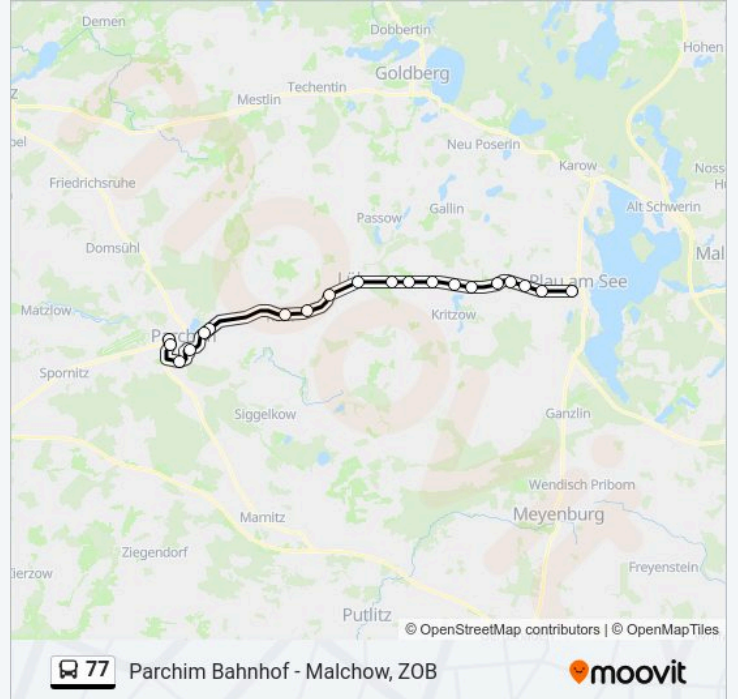 Demen
Dobbertin
Hohen
Goldberg
Techentin
Mestlin
Neu Poserin
Karow
Friedrichsruhe
Alt Schwerin
Gallin
Passow
Domsühl
Mal
Plau am See
Matzlow
Kritzow
Parchim
Spornitz
Siggelkow
Ganzlin
Wendisch Priborn
Meyenburg
Ziegendorf
Freyenstein
Putlitz
© OpenStreetMap contributors | © OpenMapTiles
77 Parchim Bahnhof - Malchow, ZOB moovit